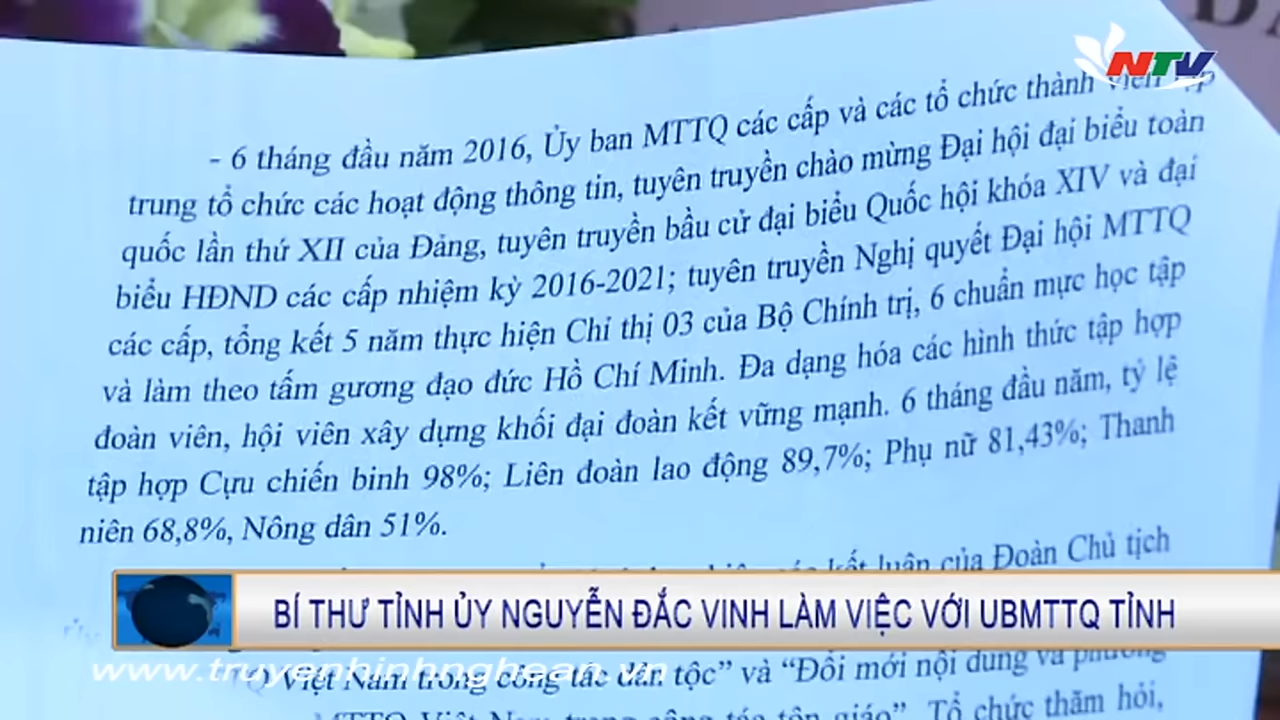 NTV
- 6 tháng đầu năm 2016, Ủy ban MTTQ các cấp và các tổ chức thành viên tập
trung tổ chức các hoạt động thông tin, tuyên truyền chào mừng Đại hội đại biểu toàn
quốc lần thứ XII của Đảng, tuyên truyền bầu cử đại biểu Quốc hội khóa XIV và đại
biểu HĐND các cấp nhiệm kỳ 2016-2021; tuyên truyền Nghị quyết Đại hội MTTQ
các cấp, tổng kết 5 năm thực hiện Chỉ thị 03 của Bộ Chính trị, 6 chuẩn mực học tập
và làm theo tấm gương đạo đức Hồ Chí Minh. Đa dạng hóa các hình thức tập hợp
đoàn viên, hội viên xây dựng khối đại đoàn kết vững mạnh. 6 tháng đầu năm, tỷ lệ
tập hợp Cựu chiến binh 98%; Liên đoàn lao động 89,7%; Phụ nữ 81,43%; Thanh
niên 68,8%, Nông dân 51%.
kết luận của Đoàn Chủ tịch
BÍ THƯ TỈNH ỦY NGUYỄN ĐẮC VINH LÀM VIỆC VỚI UBMTTQ TỈNH
www.truyenhinhnghean.vn
Việt Nam trong công tác dân tộc” và “Đổi mới nội dung và phương
MTTQ Việt Nam trong công tác tôn giáo”. Tổ chức thăm hỏi,